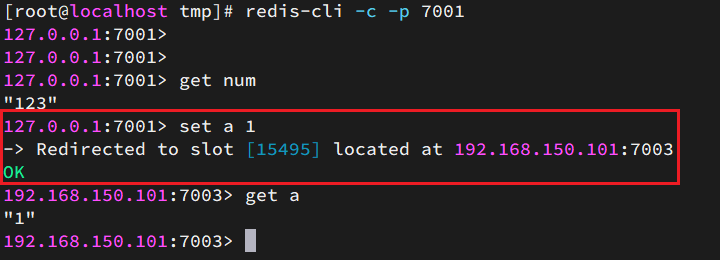 [root@localhost tmp]# redis-cli -c -p 7001
127.0.0.1:7001>
127.0.0.1:7001>
127.0.0.1:7001> get num
"123"
127.0.0.1:7001> set a 1
-> Redirected to slot [15495] located at 192.168.150.101:7003
OK
192.168.150.101:7003> get a
"1"
192.168.150.101:7003>